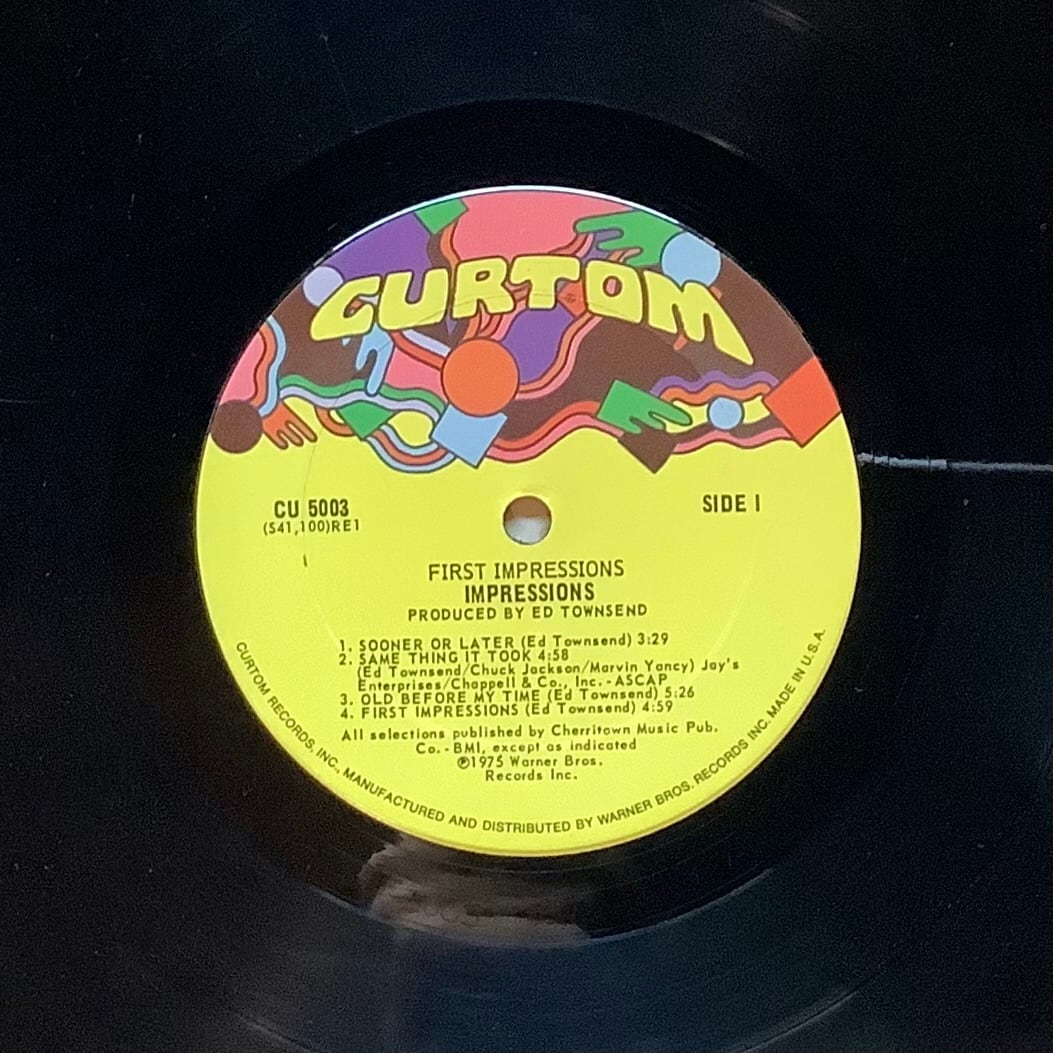 CURTOM
CU 5003
(S41,100)RE1
SIDE 1
FIRST IMPRESSIONS
IMPRESSIONS
PRODUCED BY ED TOWNSEND
1. SOONER OR LATER (Ed Townsend) 3:29
2. SAME THING IT TOOK 4:58
(Ed Townsend/Chuck Jackson/Marvin Yancy) Jay's
Enterprises/Chappell & Co., Inc.-ASCAP
3. OLD BEFORE MY TIME (Ed Townsend) 5:26
4. FIRST IMPRESSIONS (Ed Townsend) 4:59
All selections published by Cherritown Music Pub.
Co.-BMI, except as indicated
℗1975 Warner Bros.
Records Inc.
CURTOM RECORDS, INC., MANUFACTURED AND DISTRIBUTED BY WARNER BROS. RECORDS INC. MADE IN U.S.A.